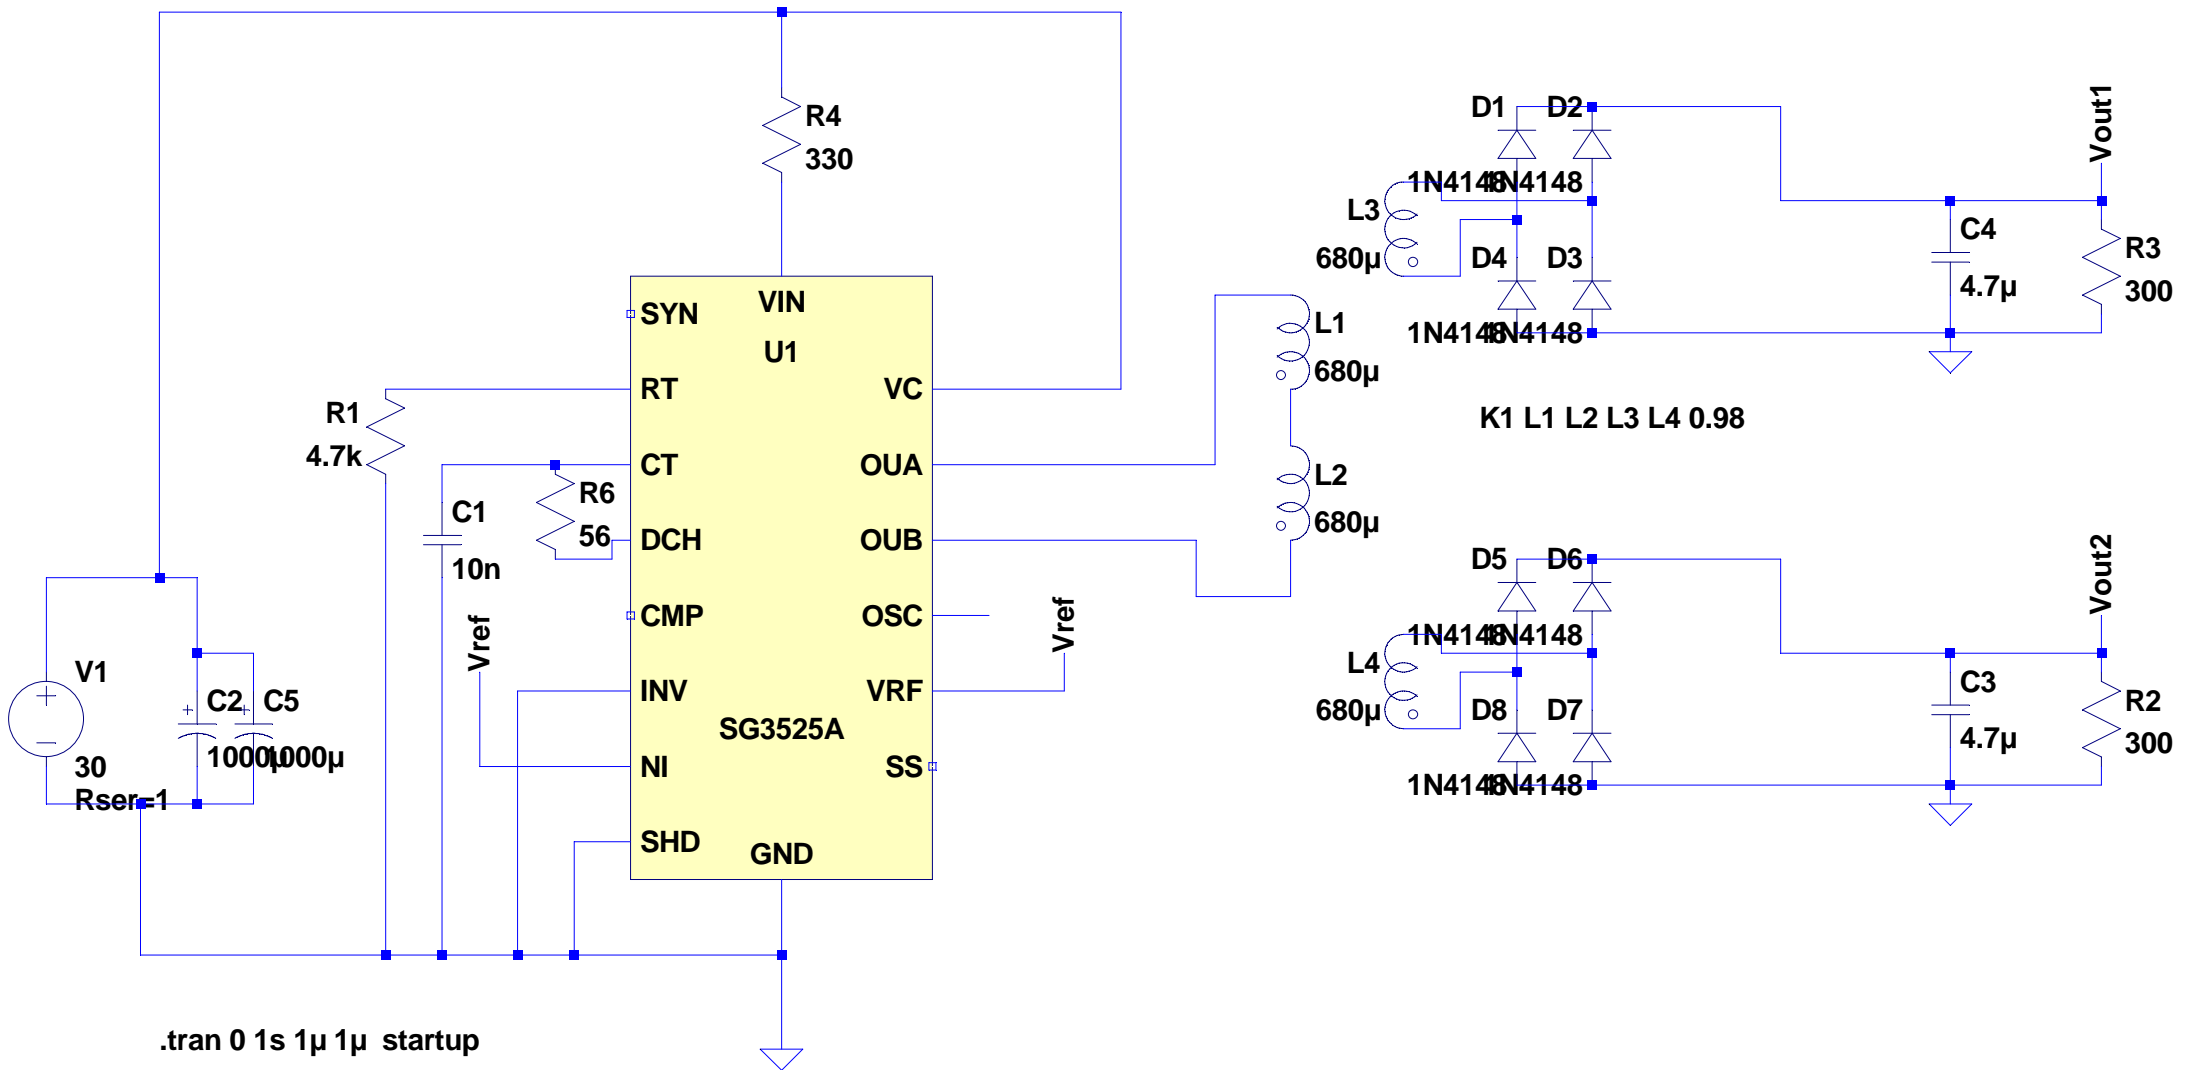 R4
330
D1
D2
1N4148
1N4148
Vout1
L3
680µ
C4
4.7µ
R3
300
D4
D3
1N4148
1N4148
SYN
VIN
U1
RT
VC
R1
4.7k
CT
OUA
R6
56
C1
10n
DCH
OUB
CMP
OSC
Vref
Vref
INV
VRF
SG3525A
NI
SS
SHD
GND
L1
680µ
L2
680µ
K1 L1 L2 L3 L4 0.98
D5
D6
1N4148
1N4148
Vout2
L4
680µ
C3
4.7µ
R2
300
D8
D7
1N4148
1N4148
V1
30
Rser=1
C2
1000µ
C5
1000µ
.tran 0 1s 1µ 1µ startup